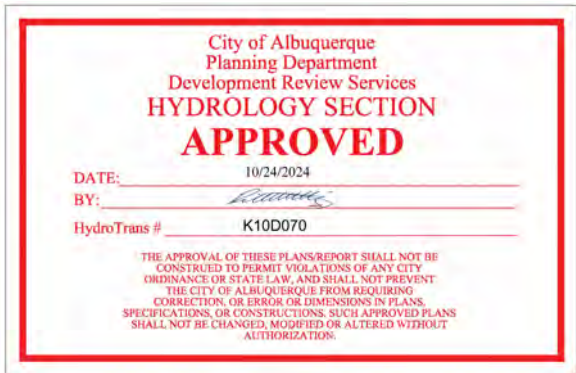 City of Albuquerque
Planning Department
Development Review Services
HYDROLOGY SECTION
APPROVED
DATE: 10/24/2024
BY:
HydroTrans # K10D070
THE APPROVAL OF THESE PLANS/REPORT SHALL NOT BE
CONSTRUED TO PERMIT VIOLATIONS OF ANY CITY
ORDINANCE OR STATE LAW, AND SHALL NOT PREVENT
THE CITY OF ALBUQUERQUE FROM REQUIRING
CORRECTION, OR ERROR OR DIMENSIONS IN PLANS,
SPECIFICATIONS, OR CONSTRUCTIONS. SUCH APPROVED PLANS
SHALL NOT BE CHANGED, MODIFIED OR ALTERED WITHOUT
AUTHORIZATION.